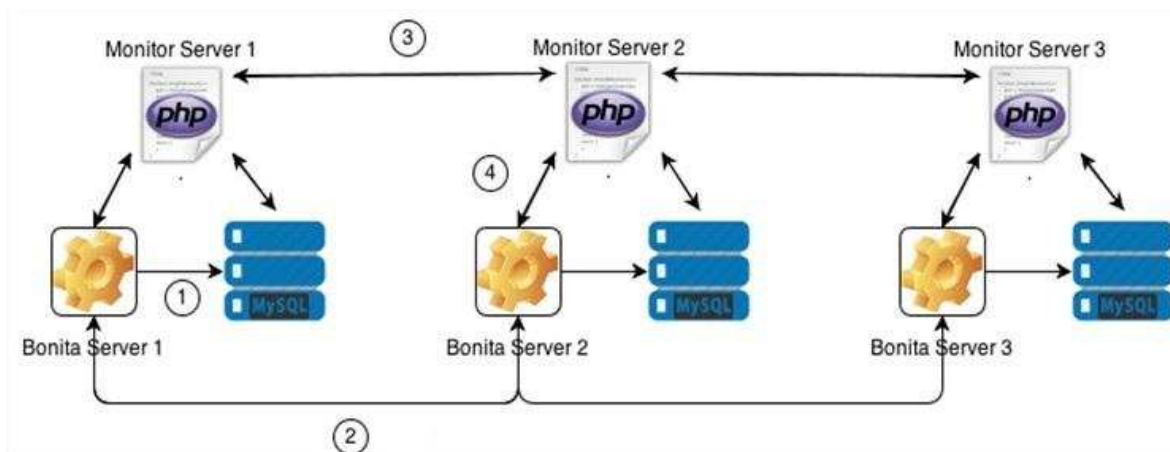 Monitor Server 1
3
Monitor Server 2
Monitor Server 3
php
php
php
4
1
MySQL
MySQL
MySQL
Bonita Server 1
Bonita Server 2
Bonita Server 3
2